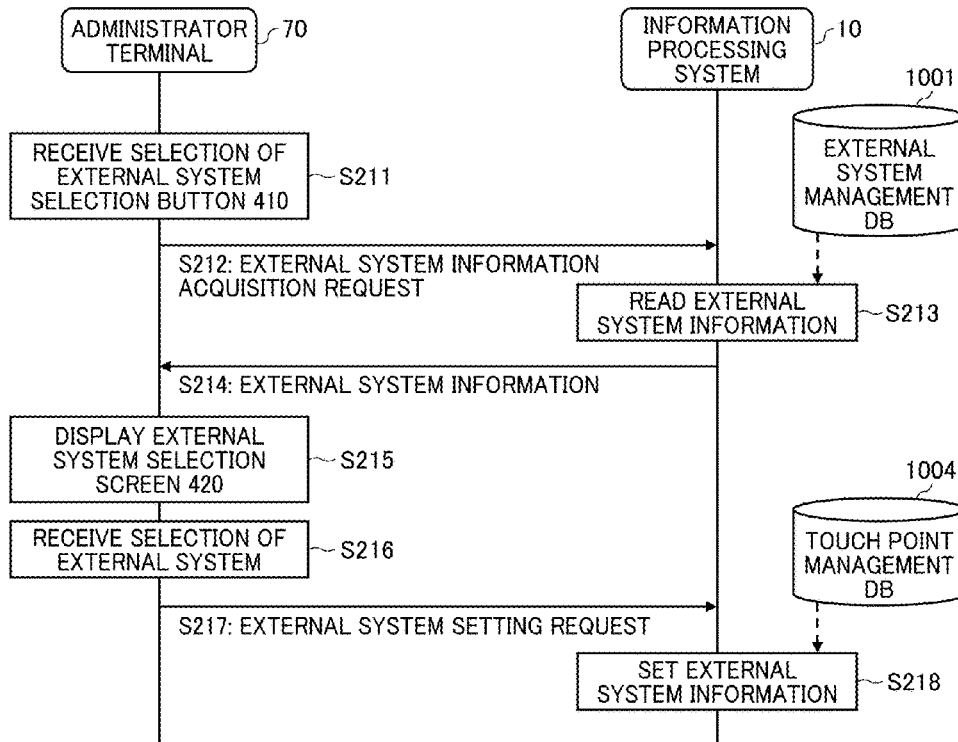 ADMINISTRATOR
TERMINAL
70
INFORMATION
PROCESSING
SYSTEM
10
1001
EXTERNAL
SYSTEM
MANAGEMENT
DB
RECEIVE SELECTION OF
EXTERNAL SYSTEM
SELECTION BUTTON 410
S211
S212: EXTERNAL SYSTEM INFORMATION
ACQUISITION REQUEST
READ EXTERNAL
SYSTEM INFORMATION
S213
S214: EXTERNAL SYSTEM INFORMATION
DISPLAY EXTERNAL
SYSTEM SELECTION
SCREEN 420
S215
1004
TOUCH POINT
MANAGEMENT
DB
RECEIVE SELECTION OF
EXTERNAL SYSTEM
S216
S217: EXTERNAL SYSTEM SETTING REQUEST
SET EXTERNAL
SYSTEM INFORMATION
S218